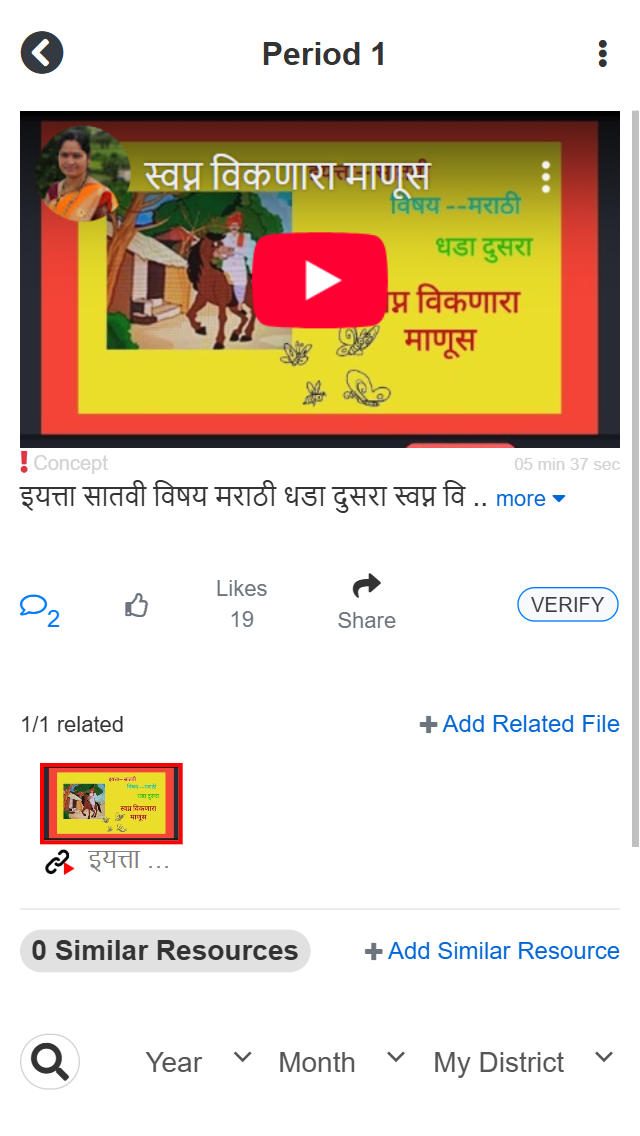 Period 1
स्वप्न विकणारा माणूस
विषय --मराठी
धडा दुसरा
विकणारा
माणूस
Concept
05 min 37 sec
इयत्ता सातवी विषय मराठी धडा दुसरा स्वप्न वि .. more
2
Likes
19
Share
VERIFY
1/1 related
Add Related File
विषय --मराठी
धडा दुसरा
स्वप्न विकणारा
माणूस
इयत्ता ...
0 Similar Resources
Add Similar Resource
Year
Month
My District